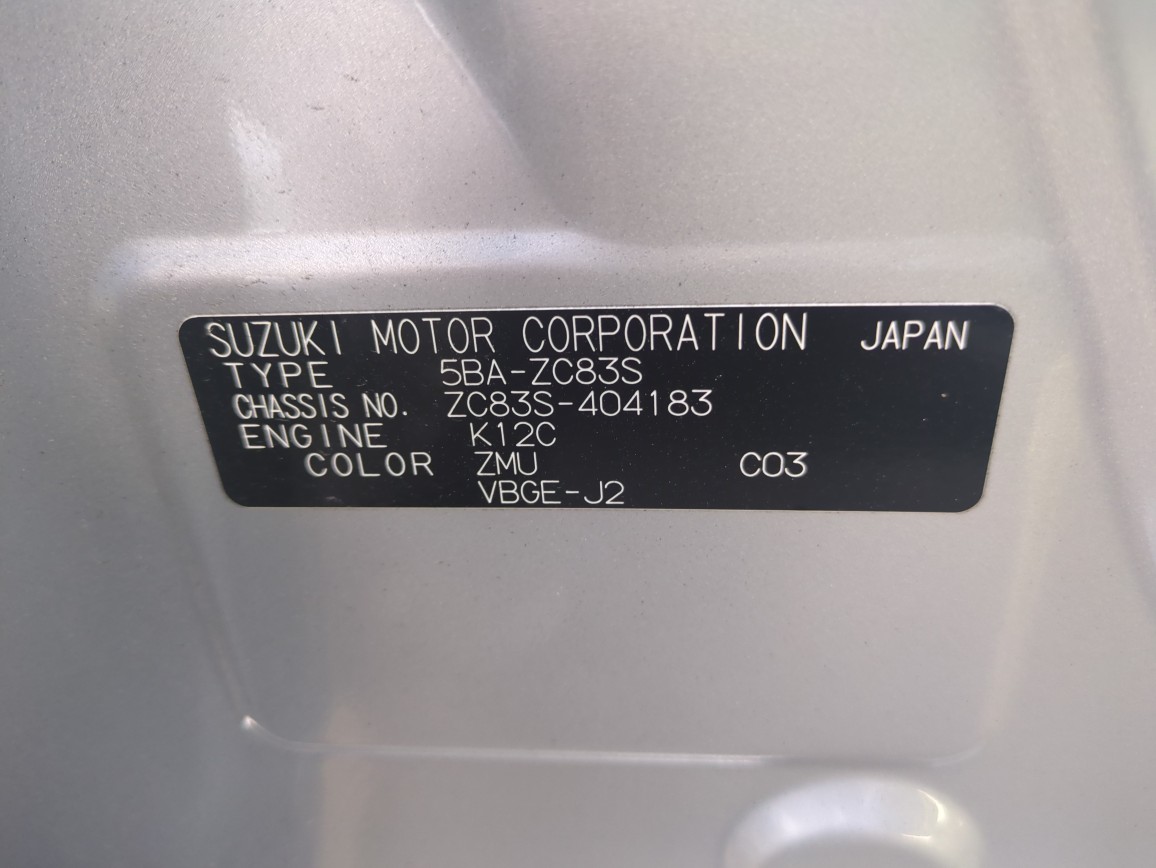 SUZUKI MOTOR CORPORATION JAPAN
TYPE 5BA-ZC83S
CHASSIS NO. ZC83S-404183
ENGINE K12C
COLOR ZMU C03
VBGE-J2